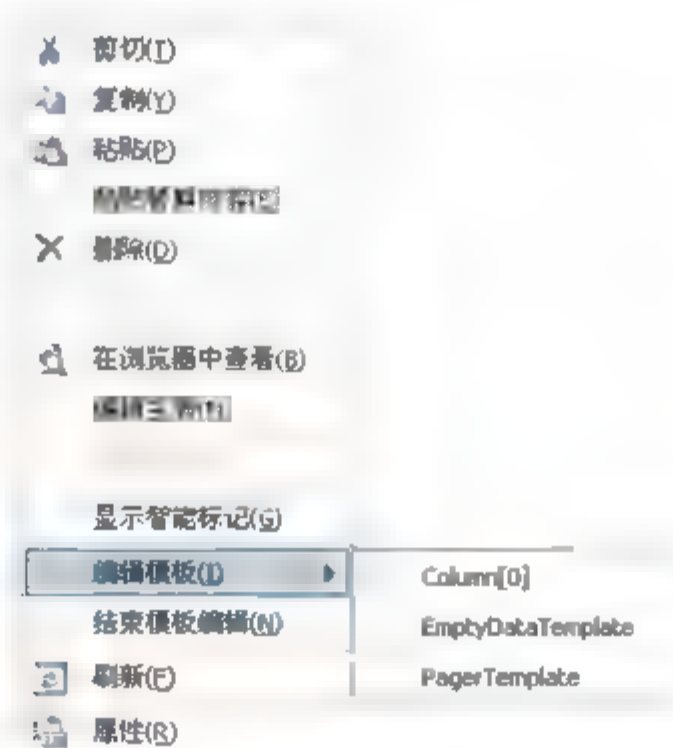 剪切(T)
复制(Y)
粘贴(P)
删除(D)
在浏览器中查看(B)
显示智能标记(G)
编辑模板(I)
Column[0]
结束模板编辑(N)
EmptyDataTemplate
刷新(F)
PagerTemplate
属性(R)